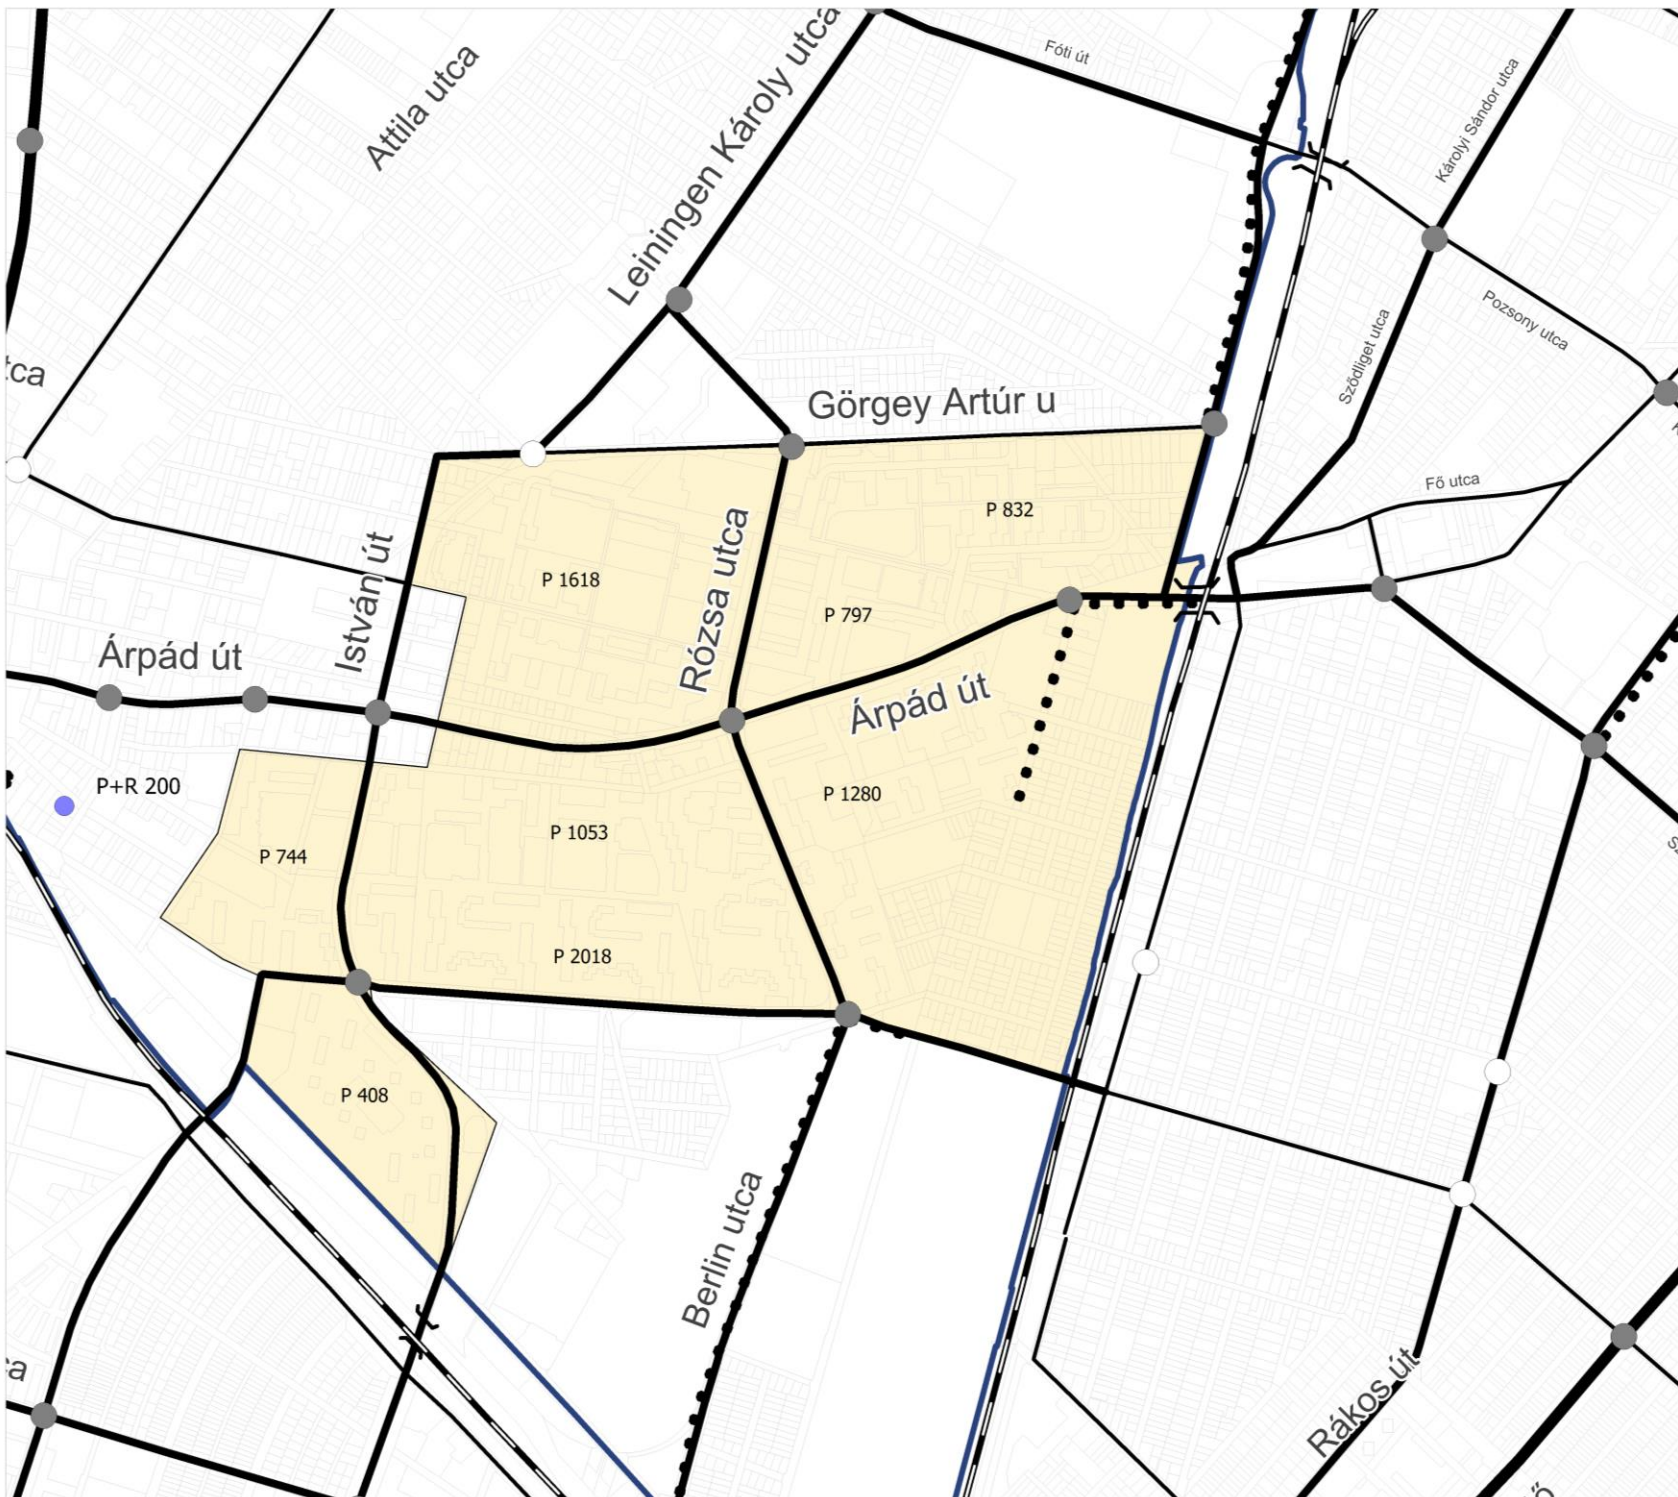 Fóti út
Attila utca
Leiningen Károly utca
Károlyi Sándor utca
Pozsony utca
Sződliget utca
tca
Görgey Artúr u
Fő utca
P 832
István út
P 1618
Rózsa utca
P 797
Árpád út
Árpád út
P+R 200
P 1280
P 1053
P 744
P 2018
P 408
Berlin utca
Rákos út